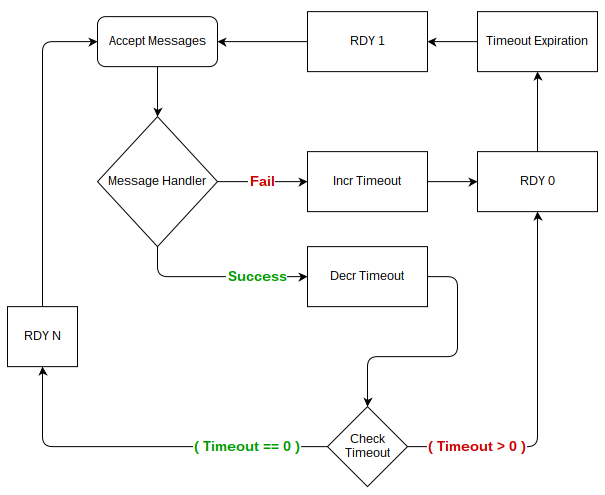 Accept Messages
RDY 1
Timeout Expiration
Message Handler
Fail
Incr Timeout
RDY 0
Success
Decr Timeout
RDY N
( Timeout == 0 )
Check
Timeout
( Timeout > 0 )